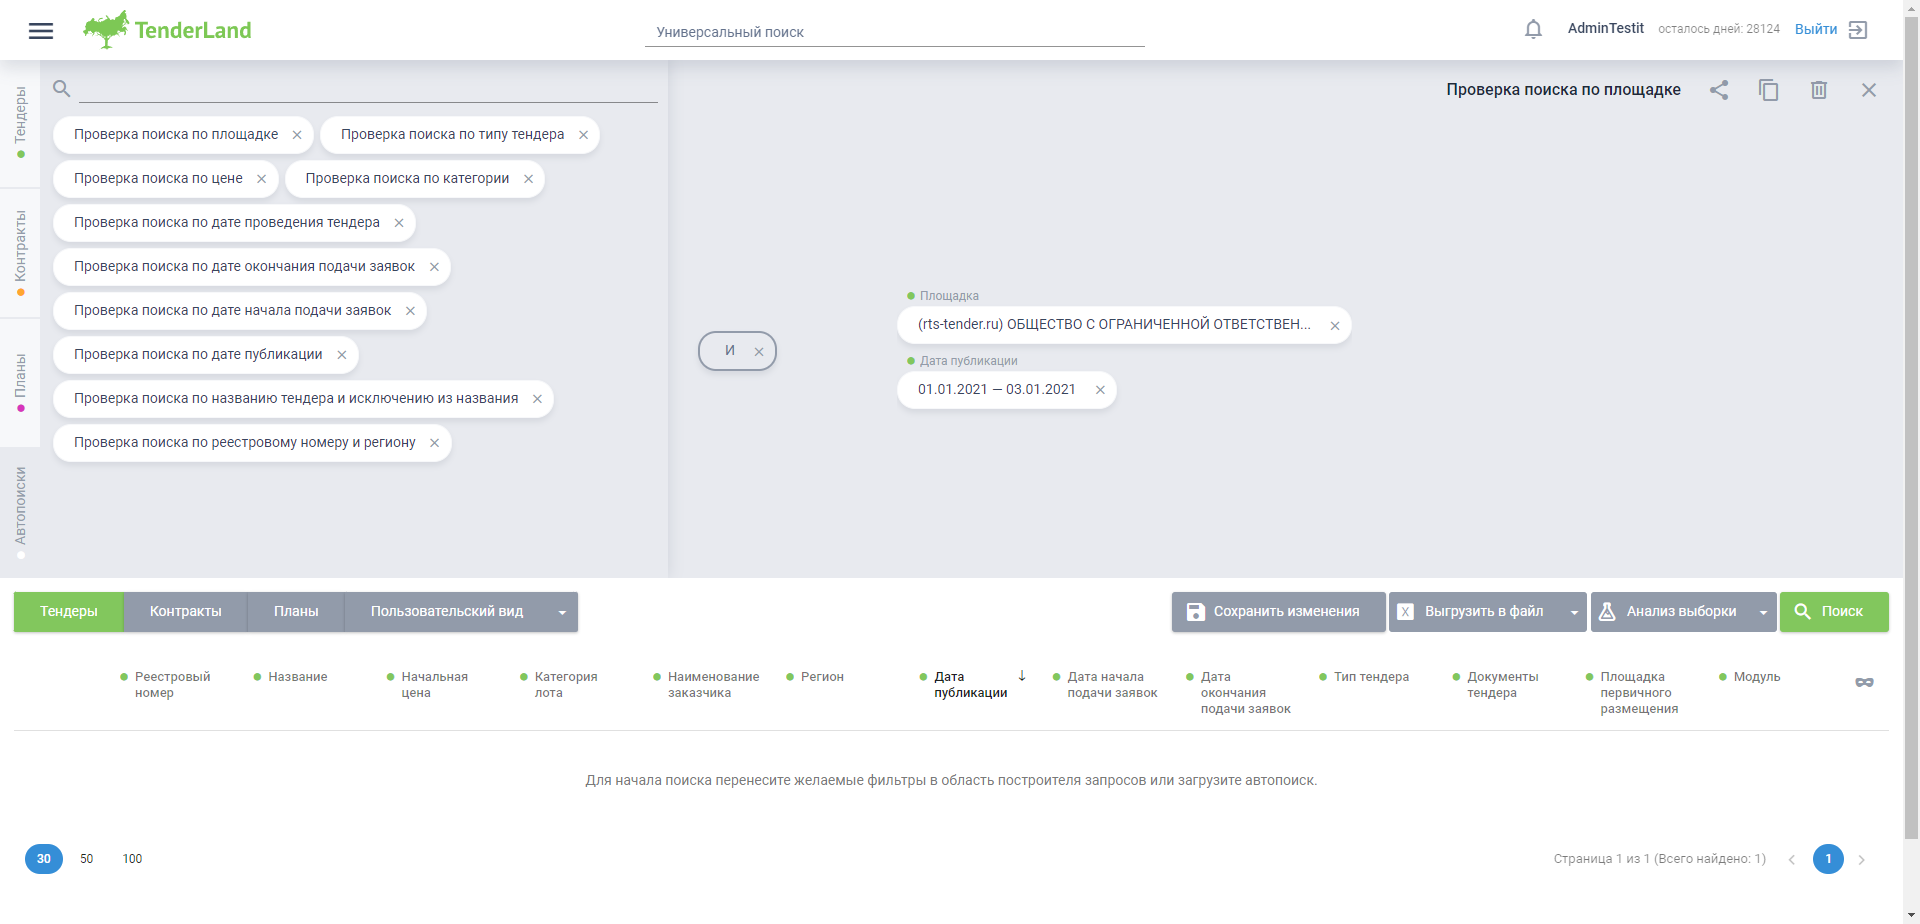 TenderLand
Универсальный поиск
AdminTestit
осталось дней: 28124
Выйти
Тендеры
Контракты
Планы
Автопоиски
Проверка поиска по площадке
Проверка поиска по типу тендера
Проверка поиска по цене
Проверка поиска по категории
Проверка поиска по дате проведения тендера
Проверка поиска по дате окончания подачи заявок
Проверка поиска по дате начала подачи заявок
Проверка поиска по дате публикации
Проверка поиска по названию тендера и исключению из названия
Проверка поиска по реестровому номеру и региону
Проверка поиска по площадке
И
Площадка
(rts-tender.ru) ОБЩЕСТВО С ОГРАНИЧЕННОЙ ОТВЕТСТВЕН...
Дата публикации
01.01.2021 — 03.01.2021
Тендеры
Контракты
Планы
Пользовательский вид
Сохранить изменения
X
Выгрузить в файл
Анализ выборки
Поиск
Реестровый
номер
Название
Начальная
цена
Категория
лота
Наименование
заказчика
Регион
Дата
публикации
Дата начала
подачи заявок
Дата
окончания
подачи заявок
Тип тендера
Документы
тендера
Площадка
первичного
размещения
Модуль
Для начала поиска перенесите желаемые фильтры в область построителя запросов или загрузите автопоиск.
30
50
100
Страница 1 из 1 (Всего найдено: 1)
1